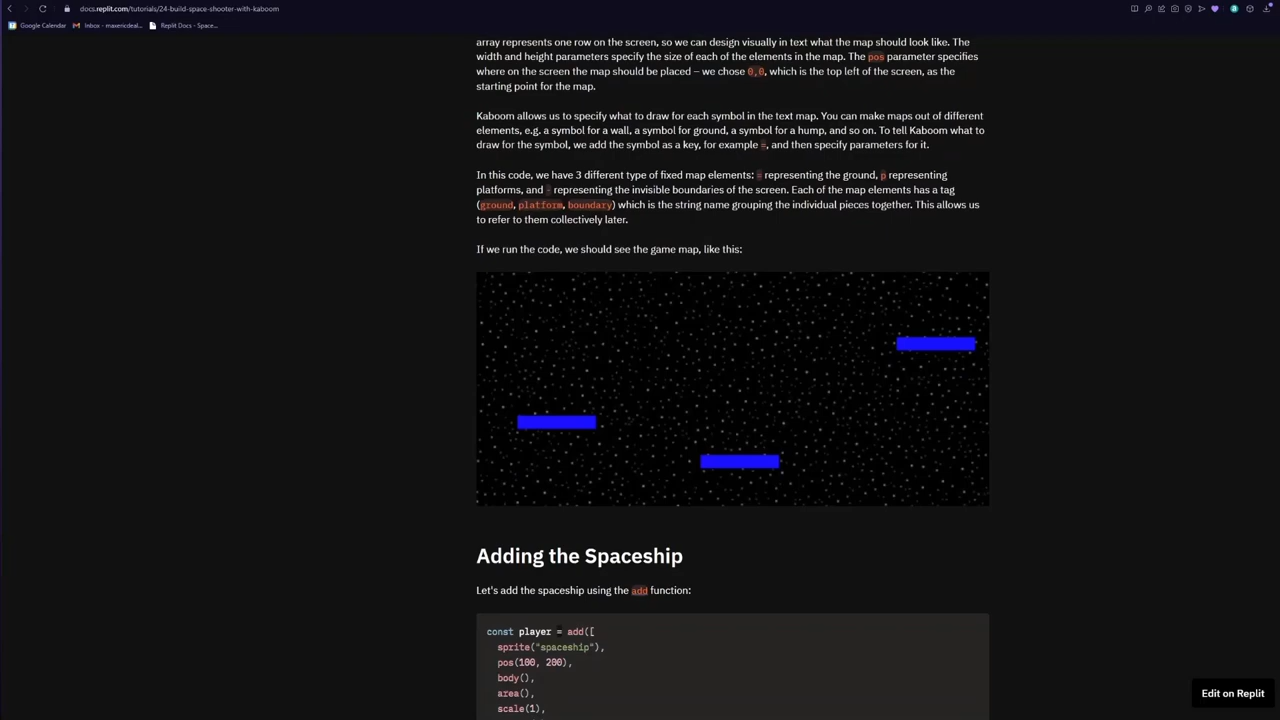 docs.replit.com/tutorials/24-build-space-shooter-with-kaboom
Google Calendar Inbox - maxericdeal... Replit Docs - Space...
array represents one row on the screen, so we can design visually in text what the map should look like. The
width and height parameters specify the size of each of the elements in the map. The pos parameter specifies
where on the screen the map should be placed – we chose 0,0, which is the top left of the screen, as the
starting point for the map.
Kaboom allows us to specify what to draw for each symbol in the text map. You can make maps out of different
elements, e.g. a symbol for a wall, a symbol for ground, a symbol for a hump, and so on. To tell Kaboom what to
draw for the symbol, we add the symbol as a key, for example =, and then specify parameters for it.
In this code, we have 3 different type of fixed map elements: = representing the ground, p representing
platforms, and - representing the invisible boundaries of the screen. Each of the map elements has a tag
(ground, platform, boundary) which is the string name grouping the individual pieces together. This allows us
to refer to them collectively later.
If we run the code, we should see the game map, like this:
Adding the Spaceship
Let's add the spaceship using the add function:
const player = add([
sprite("spaceship"),
pos(100, 200),
body(),
area(),
scale(1),
Edit on Replit